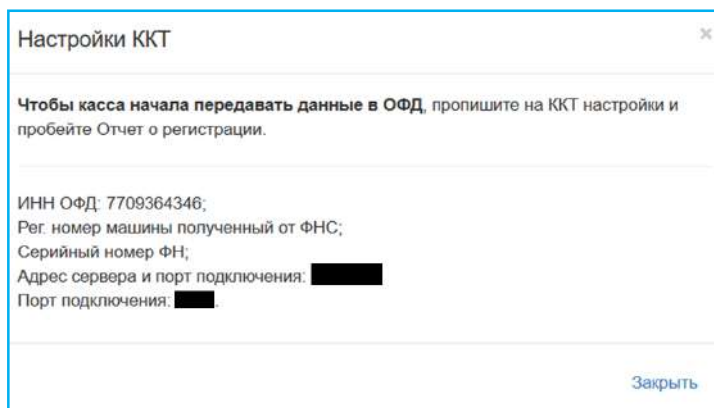 Настройки ККТ
×
Чтобы касса начала передавать данные в ОФД, пропишите на ККТ настройки и
пробейте Отчет о регистрации.
ИНН ОФД: 7709364346;
Рег. номер машины полученный от ФНС;
Серийный номер ФН;
Адрес сервера и порт подключения:
Порт подключения: .
Закрыть